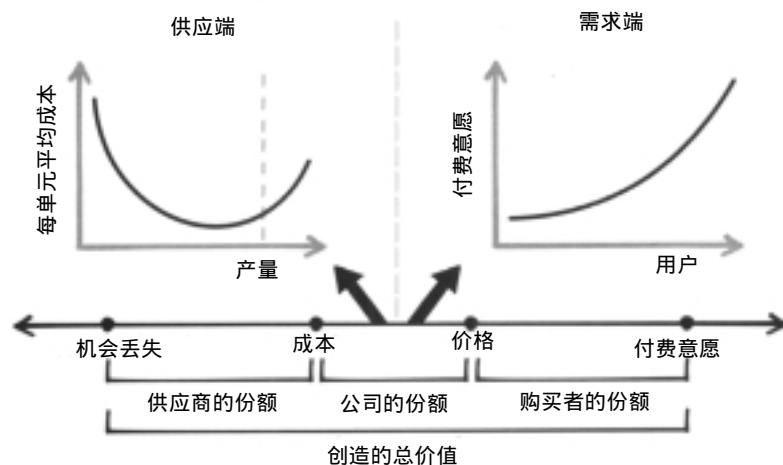 供应端
需求端
每单元平均成本
付费意愿
产量
用户
机会丢失
成本
价格
付费意愿
供应商的份额
公司的份额
购买者的份额
创造的总价值